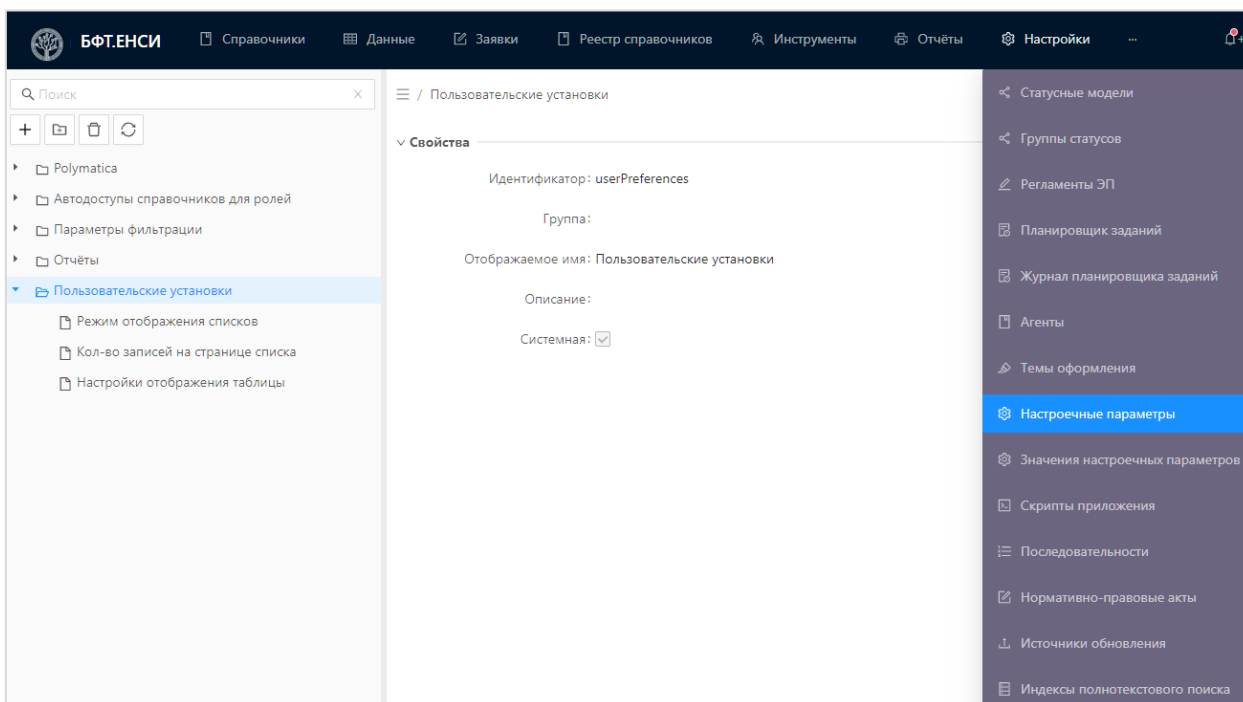 БФТ.ЕНСИ Справочники Данные Заявки Реестр справочников Инструменты Отчёты Настройки ...
Поиск
/ Пользовательские установки
Свойства
Polymatica
Автодоступы справочников для ролей
Параметры фильтрации
Отчёты
Пользовательские установки
Режим отображения списков
Кол-во записей на странице списка
Настройки отображения таблицы
Идентификатор: userPreferences
Группа:
Отображаемое имя: Пользовательские установки
Описание:
Системная:
Статусные модели
Группы статусов
Регламенты ЭП
Планировщик заданий
Журнал планировщика заданий
Агенты
Темы оформления
Настроечные параметры
Значения настроечных параметров
Скрипты приложения
Последовательности
Нормативно-правовые акты
Источники обновления
Индексы полнотекстового поиска